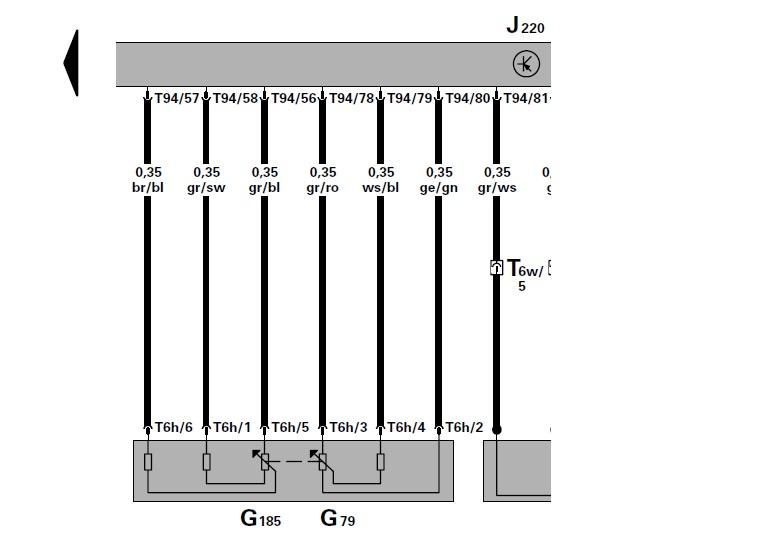 J 220
T94/57 T94/58 T94/56 T94/78 T94/79 T94/80 T94/81
0,35 0,35 0,35 0,35 0,35 0,35 0,35 0,
br/bl gr/sw gr/bl gr/ro ws/bl ge/gn gr/ws
T6w/
5
T6h/6 T6h/1 T6h/5 T6h/3 T6h/4 T6h/2
G185 G79